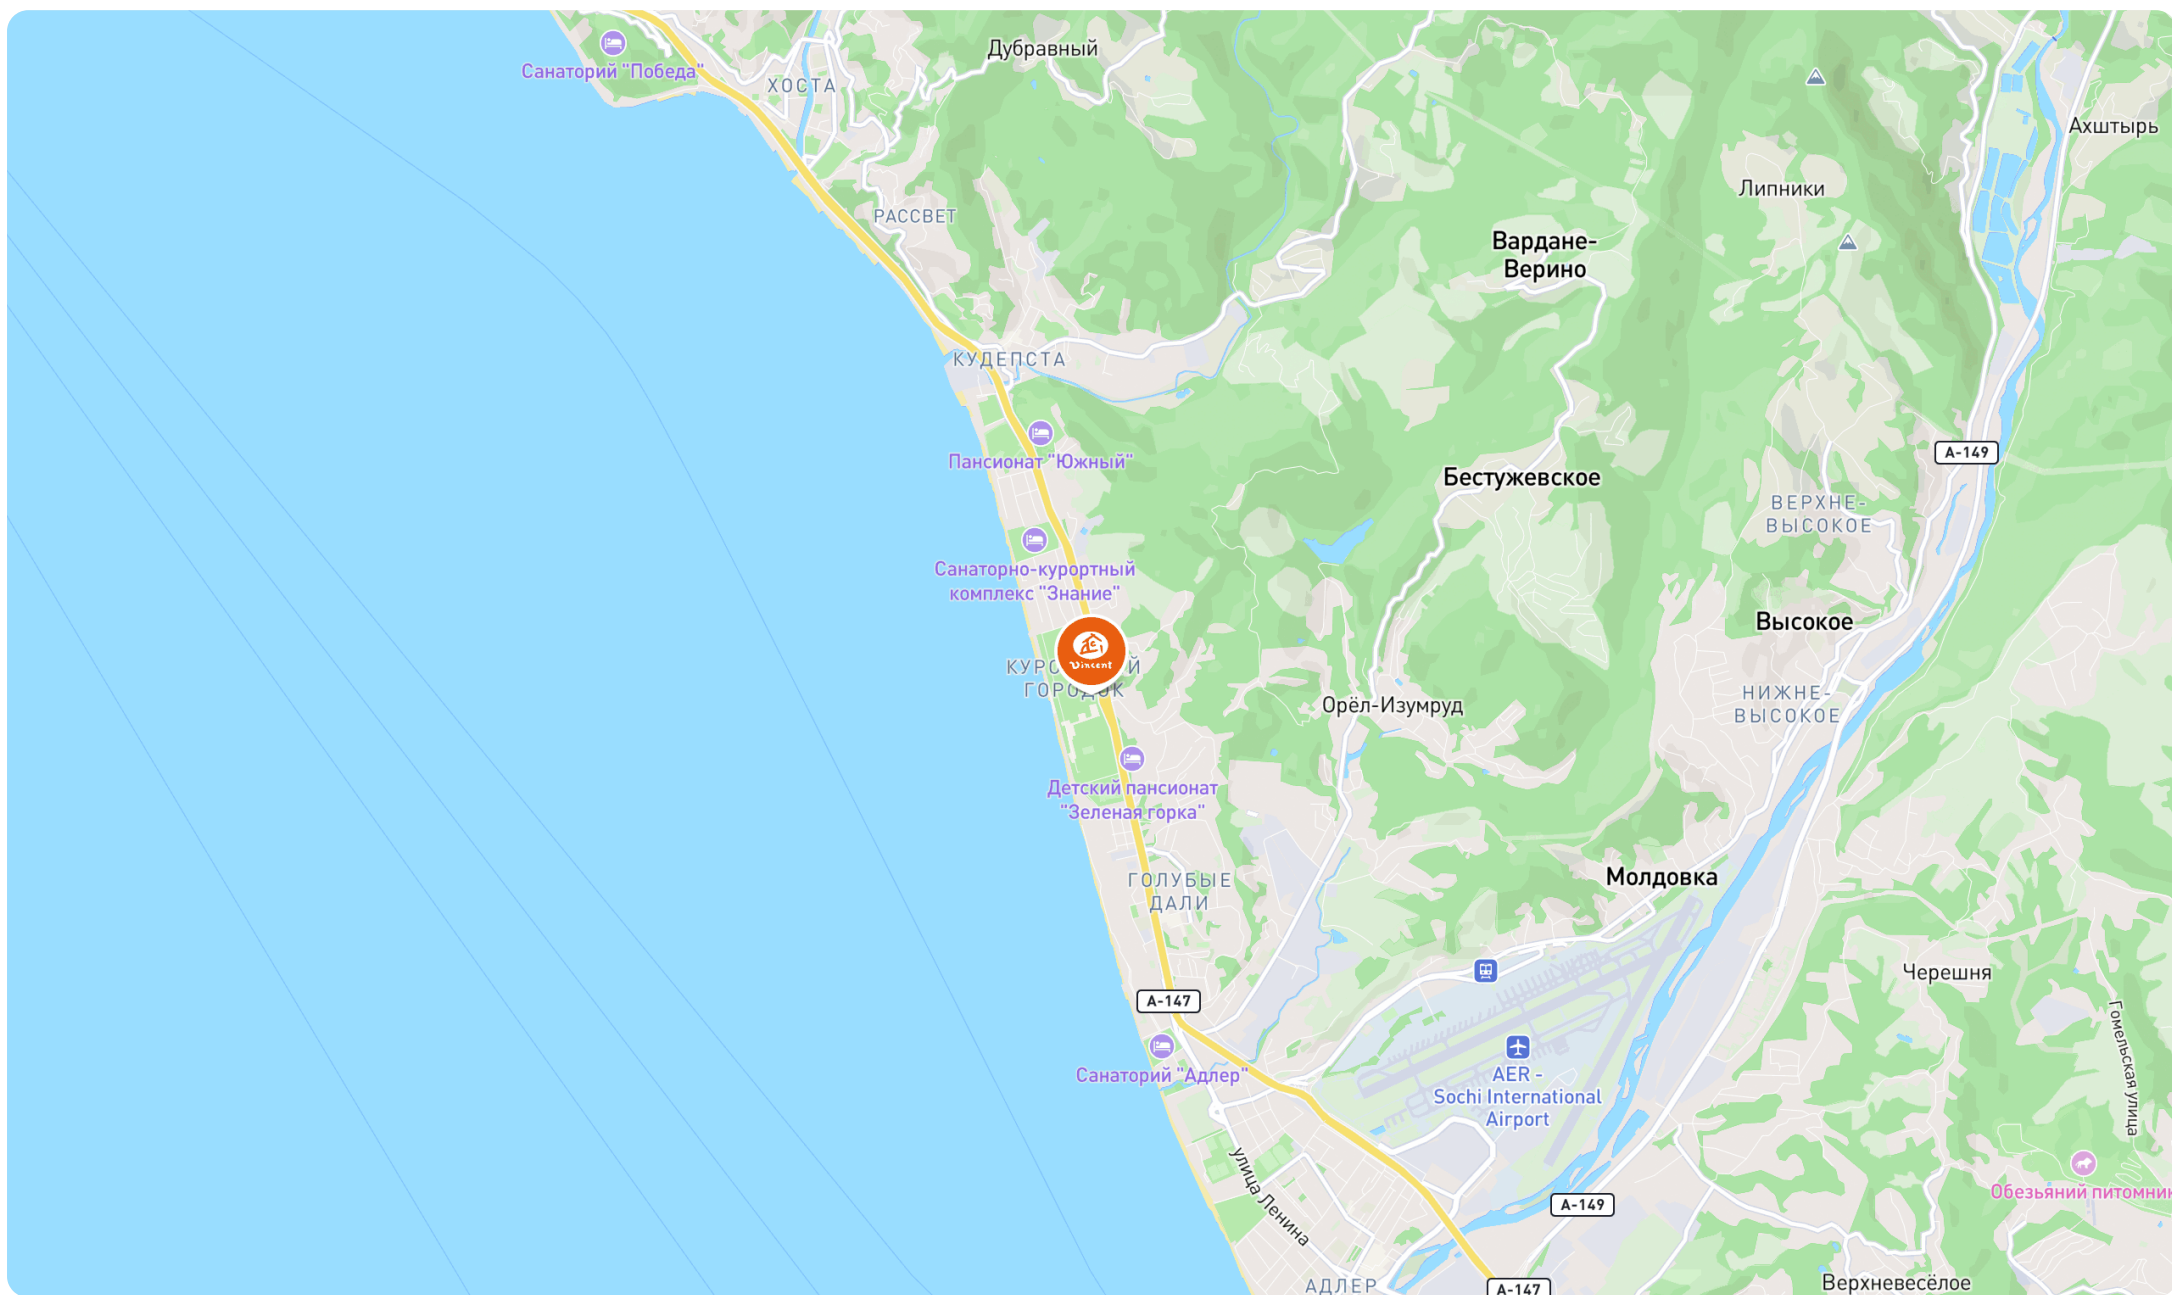 Дубравный
Санаторий "Победа"
ХОСТА
Ахштырь
Липники
РАССВЕТ
Вардане-
Верино
КУДЕПСТА
А-149
Пансионат "Южный"
Бестужевское
ВЕРХНЕ-
ВЫСОКОЕ
Санаторно-курортный
комплекс "Знание"
Высокое
Vincent
КУРО Й
ГОРОДОК
Орёл-Изумруд
НИЖНЕ-
ВЫСОКОЕ
Детский пансионат
"Зеленая горка"
ГОЛУБЫЕ
ДАЛИ
Молдовка
Черешня
А-147
Гомельская улица
Санаторий "Адлер"
AER -
Sochi International
Airport
улица Ленина
Обезьяний питомник
А-149
АДЛЕР
А-147
Верхневесёлое